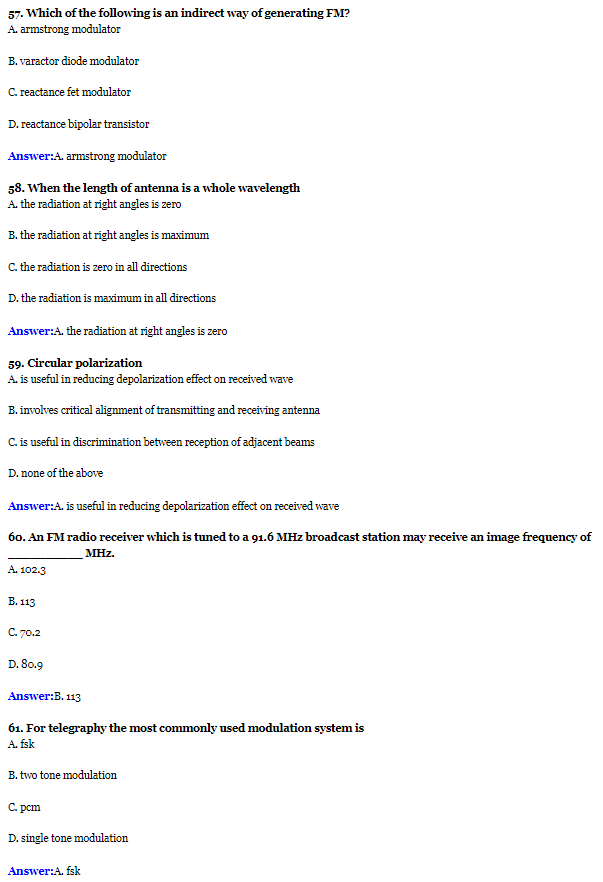 57. Which of the following is an indirect way of generating FM?
A. armstrong modulator
B. varactor diode modulator
C. reactance fet modulator
D. reactance bipolar transistor
Answer:A. armstrong modulator
58. When the length of antenna is a whole wavelength
A. the radiation at right angles is zero
B. the radiation at right angles is maximum
C. the radiation is zero in all directions
D. the radiation is maximum in all directions
Answer:A. the radiation at right angles is zero
59. Circular polarization
A. is useful in reducing depolarization effect on received wave
B. involves critical alignment of transmitting and receiving antenna
C. is useful in discrimination between reception of adjacent beams
D. none of the above
Answer:A. is useful in reducing depolarization effect on received wave
60. An FM radio receiver which is tuned to a 91.6 MHz broadcast station may receive an image frequency of
___________ MHz.
A. 102.3
B. 113
C. 70.2
D. 80.9
Answer:B. 113
61. For telegraphy the most commonly used modulation system is
A. fsk
B. two tone modulation
C. pcm
D. single tone modulation
Answer:A. fsk